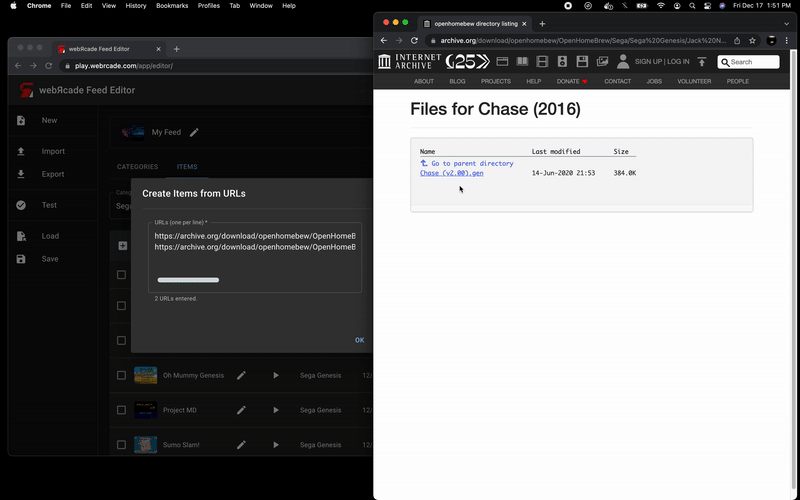 Chrome File Edit View History Bookmarks Profiles Tab Window Help
Fri Dec 17 1:51 PM
webЯcade Feed Editor
play.webrcade.com/app/editor/
webЯcade Feed Editor
New
Import
Export
Test
Load
Save
My Feed
CATEGORIES ITEMS
Create Items from URLs
URLs (one per line) *
https://archive.org/download/openhomebew/OpenHomeB
https://archive.org/download/openhomebew/OpenHomeB
2 URLs entered.
OK
Oh Mummy Genesis Sega Genesis 12/
Project MD Sega Genesis 12/
Sumo Slam! Sega Genesis 12/
openhomebew directory listing
archive.org/download/openhomebew/OpenHomeBrew/Sega/Sega%20Genesis/Jack%20N...
INTERNET ARCHIVE 25 SIGN UP | LOG IN Search
ABOUT BLOG PROJECTS HELP DONATE CONTACT JOBS VOLUNTEER PEOPLE
Files for Chase (2016)
Name Last modified Size
Go to parent directory
Chase (v2.00).gen 14-Jun-2020 21:53 384.0K